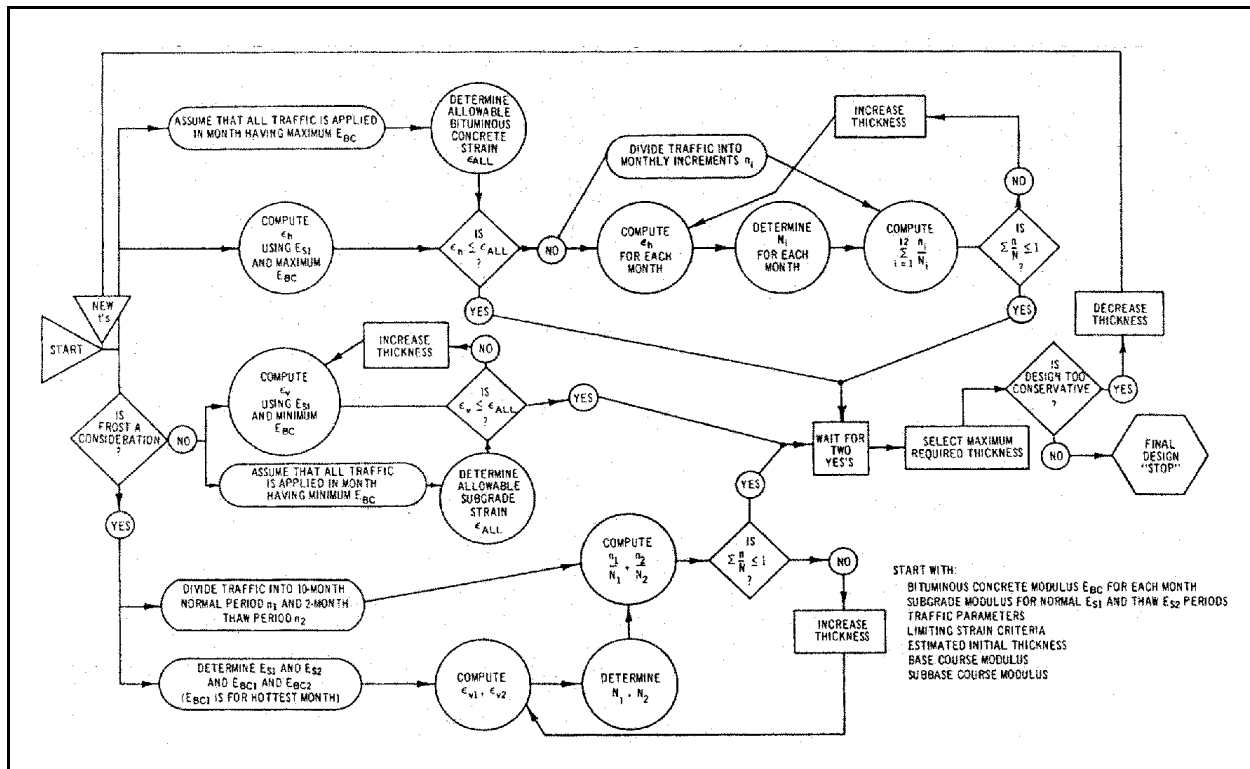 ASSUME THAT ALL TRAFFIC IS APPLIED
IN MONTH HAVING MAXIMUM E_BC
DETERMINE
ALLOWABLE
BITUMINOUS
CONCRETE
STRAIN
ϵ_ALL
INCREASE
THICKNESS
DIVIDE TRAFFIC INTO
MONTHLY INCREMENTS n_i
NO
COMPUTE
ϵ_h
USING E_S1
AND MAXIMUM
E_BC
IS
ϵ_h ≤ ϵ_ALL
?
NO
COMPUTE
ϵ_h
FOR EACH
MONTH
DETERMINE
N_i
FOR EACH
MONTH
COMPUTE
12
Σ n_i/N_i
i = 1
IS
Σ n/N ≤ 1
?
YES
YES
NEW
t's
START
DECREASE
THICKNESS
INCREASE
THICKNESS
NO
COMPUTE
ϵ_v
USING E_S1
AND MINIMUM
E_BC
IS
ϵ_v ≤ ϵ_ALL
?
YES
IS
DESIGN TOO
CONSERVATIVE
?
YES
IS
FROST A
CONSIDERATION
?
NO
WAIT FOR
TWO
YES'S
SELECT MAXIMUM
REQUIRED THICKNESS
NO
FINAL
DESIGN
"STOP"
ASSUME THAT ALL TRAFFIC
IS APPLIED IN MONTH
HAVING MINIMUM E_BC
DETERMINE
ALLOWABLE
SUBGRADE
STRAIN
ϵ_ALL
YES
YES
COMPUTE
n_1/N_1 + n_2/N_2
IS
Σ n/N ≤ 1
?
NO
DIVIDE TRAFFIC INTO 10-MONTH
NORMAL PERIOD n_1 AND 2-MONTH
THAW PERIOD n_2
INCREASE
THICKNESS
DETERMINE E_S1 AND E_S2
AND E_BC1 AND E_BC2
(E_BC1 IS FOR HOTTEST MONTH)
COMPUTE
ϵ_v1, ϵ_v2
DETERMINE
N_1, N_2
START WITH:
BITUMINOUS CONCRETE MODULUS E_BC FOR EACH MONTH
SUBGRADE MODULUS FOR NORMAL E_S1 AND THAW E_S2 PERIODS
TRAFFIC PARAMETERS
LIMITING STRAIN CRITERIA
ESTIMATED INITIAL THICKNESS
BASE COURSE MODULUS
SUBBASE COURSE MODULUS